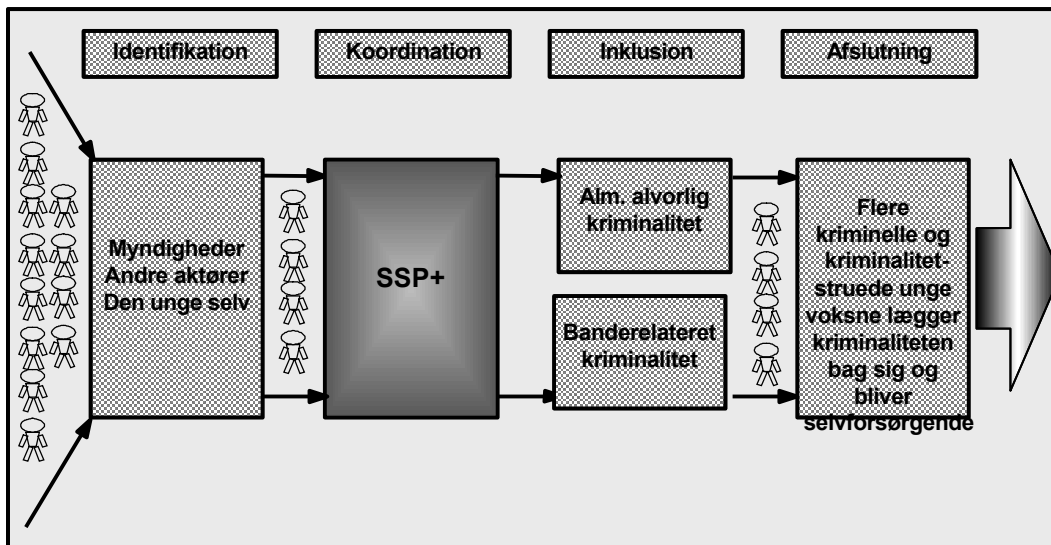 Identifikation
Koordination
Inklusion
Afslutning
Myndigheder
Andre aktører
Den unge selv
SSP+
Alm. alvorlig
kriminalitet
Banderelateret
kriminalitet
Flere
kriminelle og
kriminalitet-
struede unge
voksne lægger
kriminaliteten
bag sig og
bliver
selvforsørgende